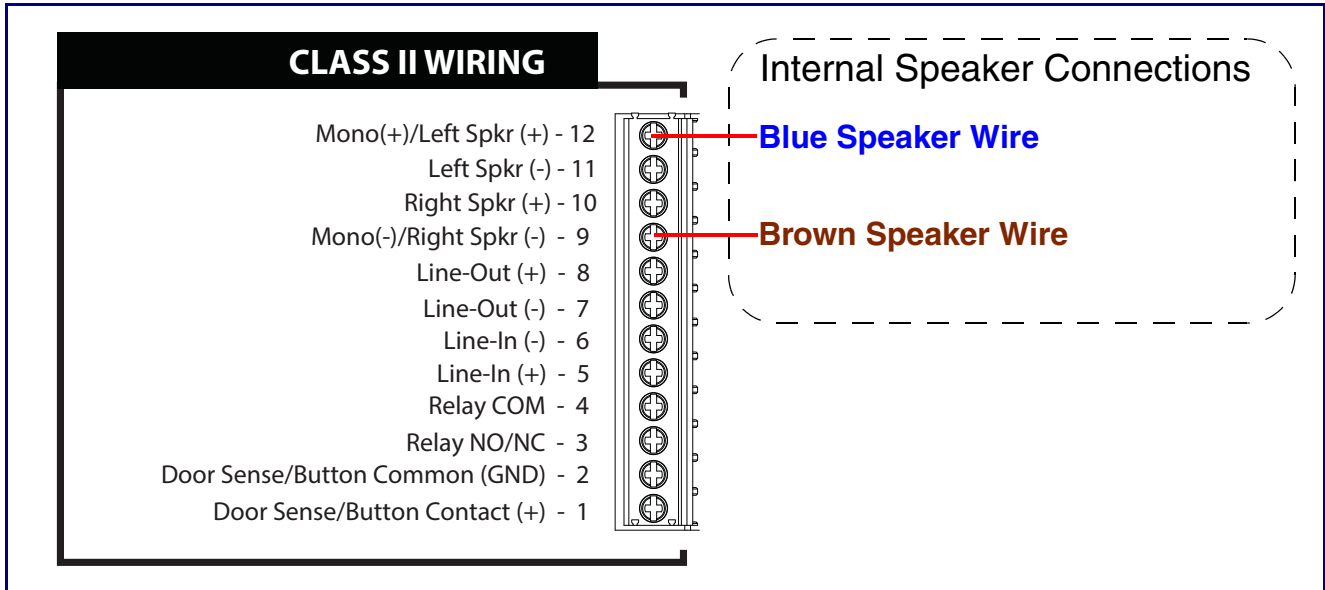 CLASS II WIRING
Internal Speaker Connections
Mono(+)/Left Spkr (+) - 12
Blue Speaker Wire
Left Spkr (-) - 11
Right Spkr (+) - 10
Mono(-)/Right Spkr (-) - 9
Brown Speaker Wire
Line-Out (+) - 8
Line-Out (-) - 7
Line-In (-) - 6
Line-In (+) - 5
Relay COM - 4
Relay NO/NC - 3
Door Sense/Button Common (GND) - 2
Door Sense/Button Contact (+) - 1